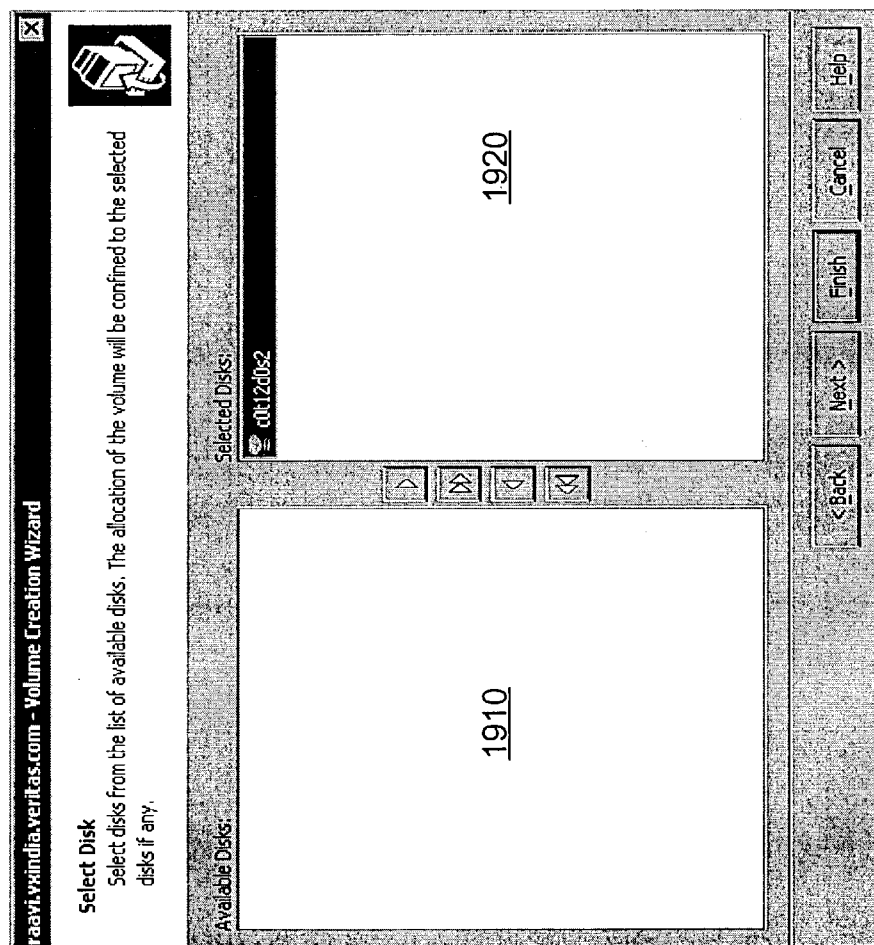 raavi.vxindia.veritas.com - Volume Creation Wizard
Select Disk
Select disks from the list of available disks. The allocation of the volume will be confined to the selected
disks if any.
Available Disks:
Selected Disks:
c0t12d0s2
1910
1920
>
>>
<
<<
< Back
Next >
Finish
Cancel
Help